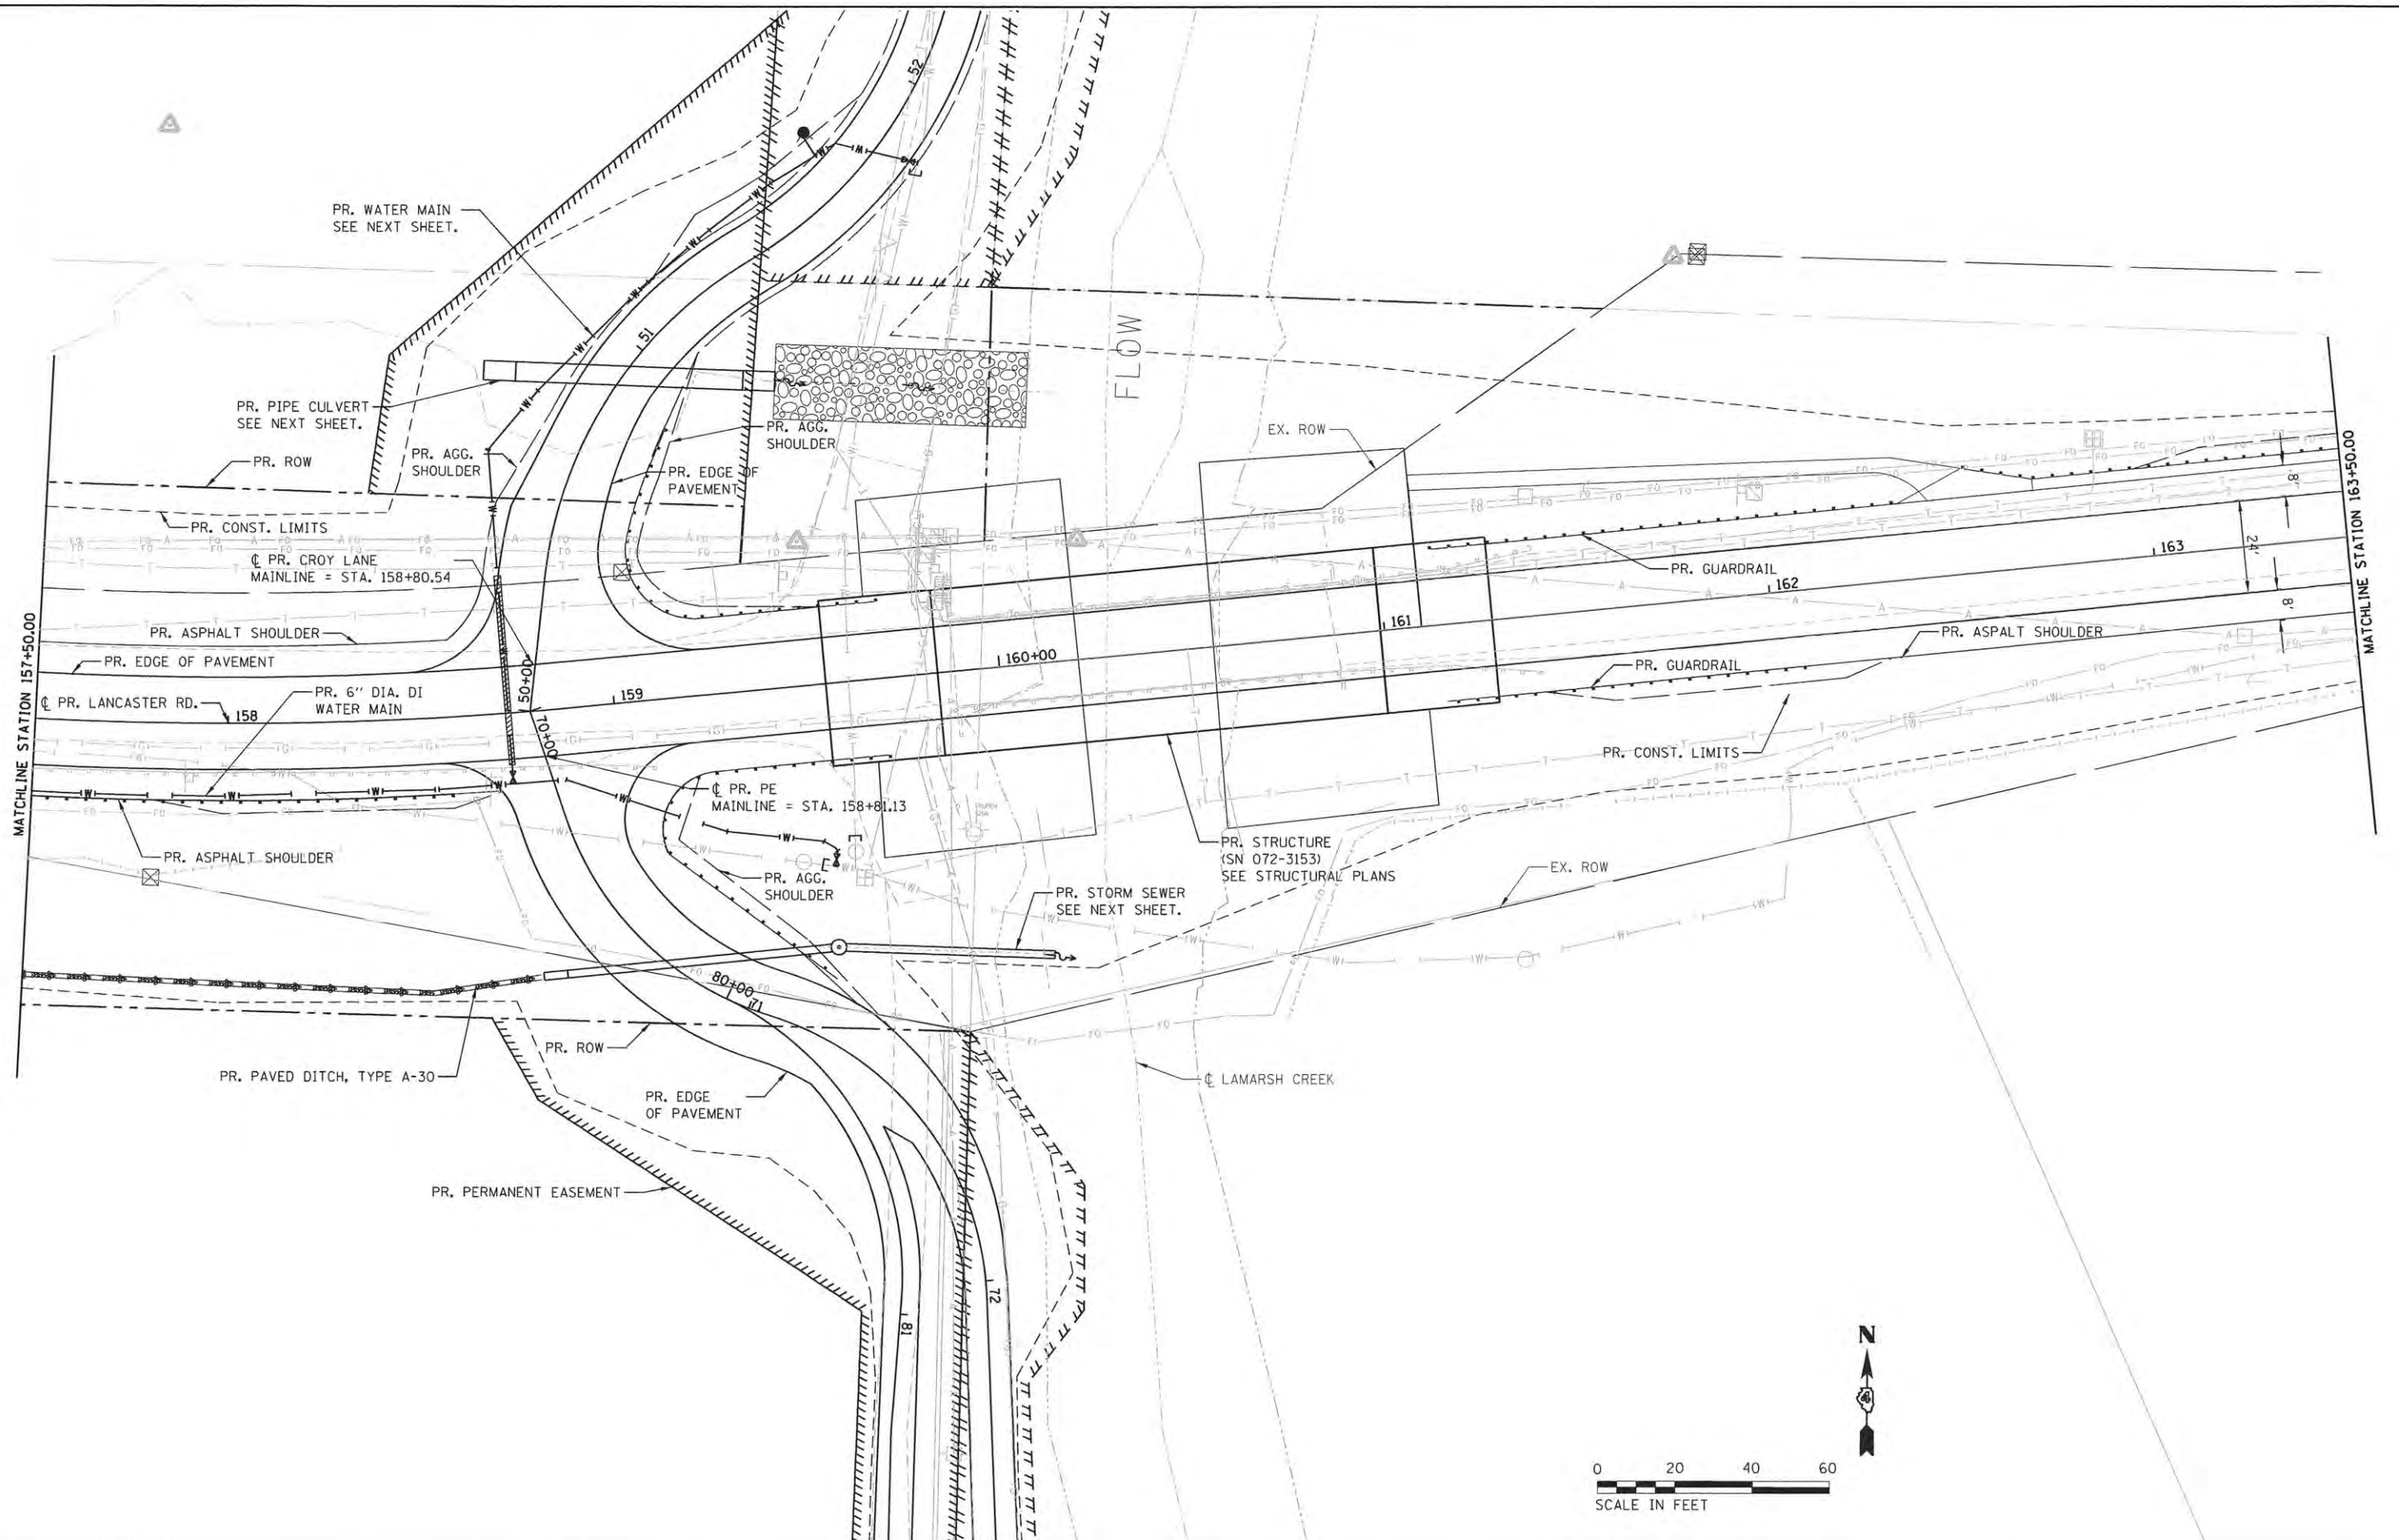 52
PR. WATER MAIN
SEE NEXT SHEET.
51
FLOW
PR. PIPE CULVERT
SEE NEXT SHEET.
PR. AGG.
SHOULDER
PR. AGG.
SHOULDER
PR. EDGE OF
PAVEMENT
EX. ROW
PR. ROW
PR. CONST. LIMITS
℄ PR. CROY LANE
MAINLINE = STA. 158+80.54
PR. ASPHALT SHOULDER
PR. EDGE OF PAVEMENT
℄ PR. LANCASTER RD.
158
PR. 6" DIA. DI
WATER MAIN
50+00
70+00
159
160+00
161
162
163
8'
24'
8'
PR. GUARDRAIL
PR. GUARDRAIL
PR. ASPALT SHOULDER
PR. CONST. LIMITS
MATCHLINE STATION 157+50.00
MATCHLINE STATION 163+50.00
℄ PR. PE
MAINLINE = STA. 158+81.13
PR. ASPHALT SHOULDER
PR. AGG.
SHOULDER
PR. STRUCTURE
(SN 072-3153)
SEE STRUCTURAL PLANS
PR. STORM SEWER
SEE NEXT SHEET.
EX. ROW
80+00
71
PR. ROW
PR. PAVED DITCH, TYPE A-30
PR. EDGE
OF PAVEMENT
℄ LAMARSH CREEK
PR. PERMANENT EASEMENT
72
81
N
0 20 40 60
SCALE IN FEET